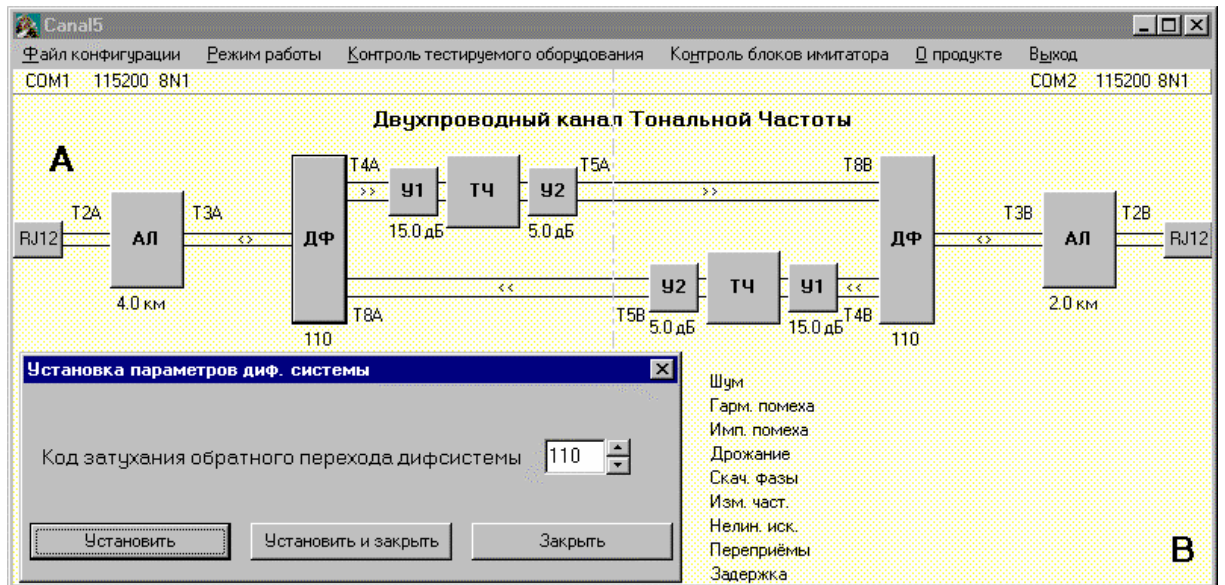 Canal5
Файл конфигурации Режим работы Контроль тестируемого оборудования Контроль блоков имитатора О продукте Выход
COM1 115200 8N1 COM2 115200 8N1
Двухпроводный канал Тональной Частоты
A
T4A T5A T8B
>> У1 ТЧ У2 >>
T2A T3A T3B T2B
15.0 дБ 5.0 дБ
RJ12 АЛ <> ДФ ДФ <> АЛ RJ12
<< У2 ТЧ У1 <<
4.0 км 2.0 км
T8A T5B 5.0 дБ 15.0 дБ T4B
110 110
Установка параметров диф. системы
Код затухания обратного перехода дифсистемы 110
Установить Установить и закрыть Закрыть
Шум
Гарм. помеха
Имп. помеха
Дрожание
Скач. фазы
Изм. част.
Нелин. иск.
Переприёмы
Задержка
B